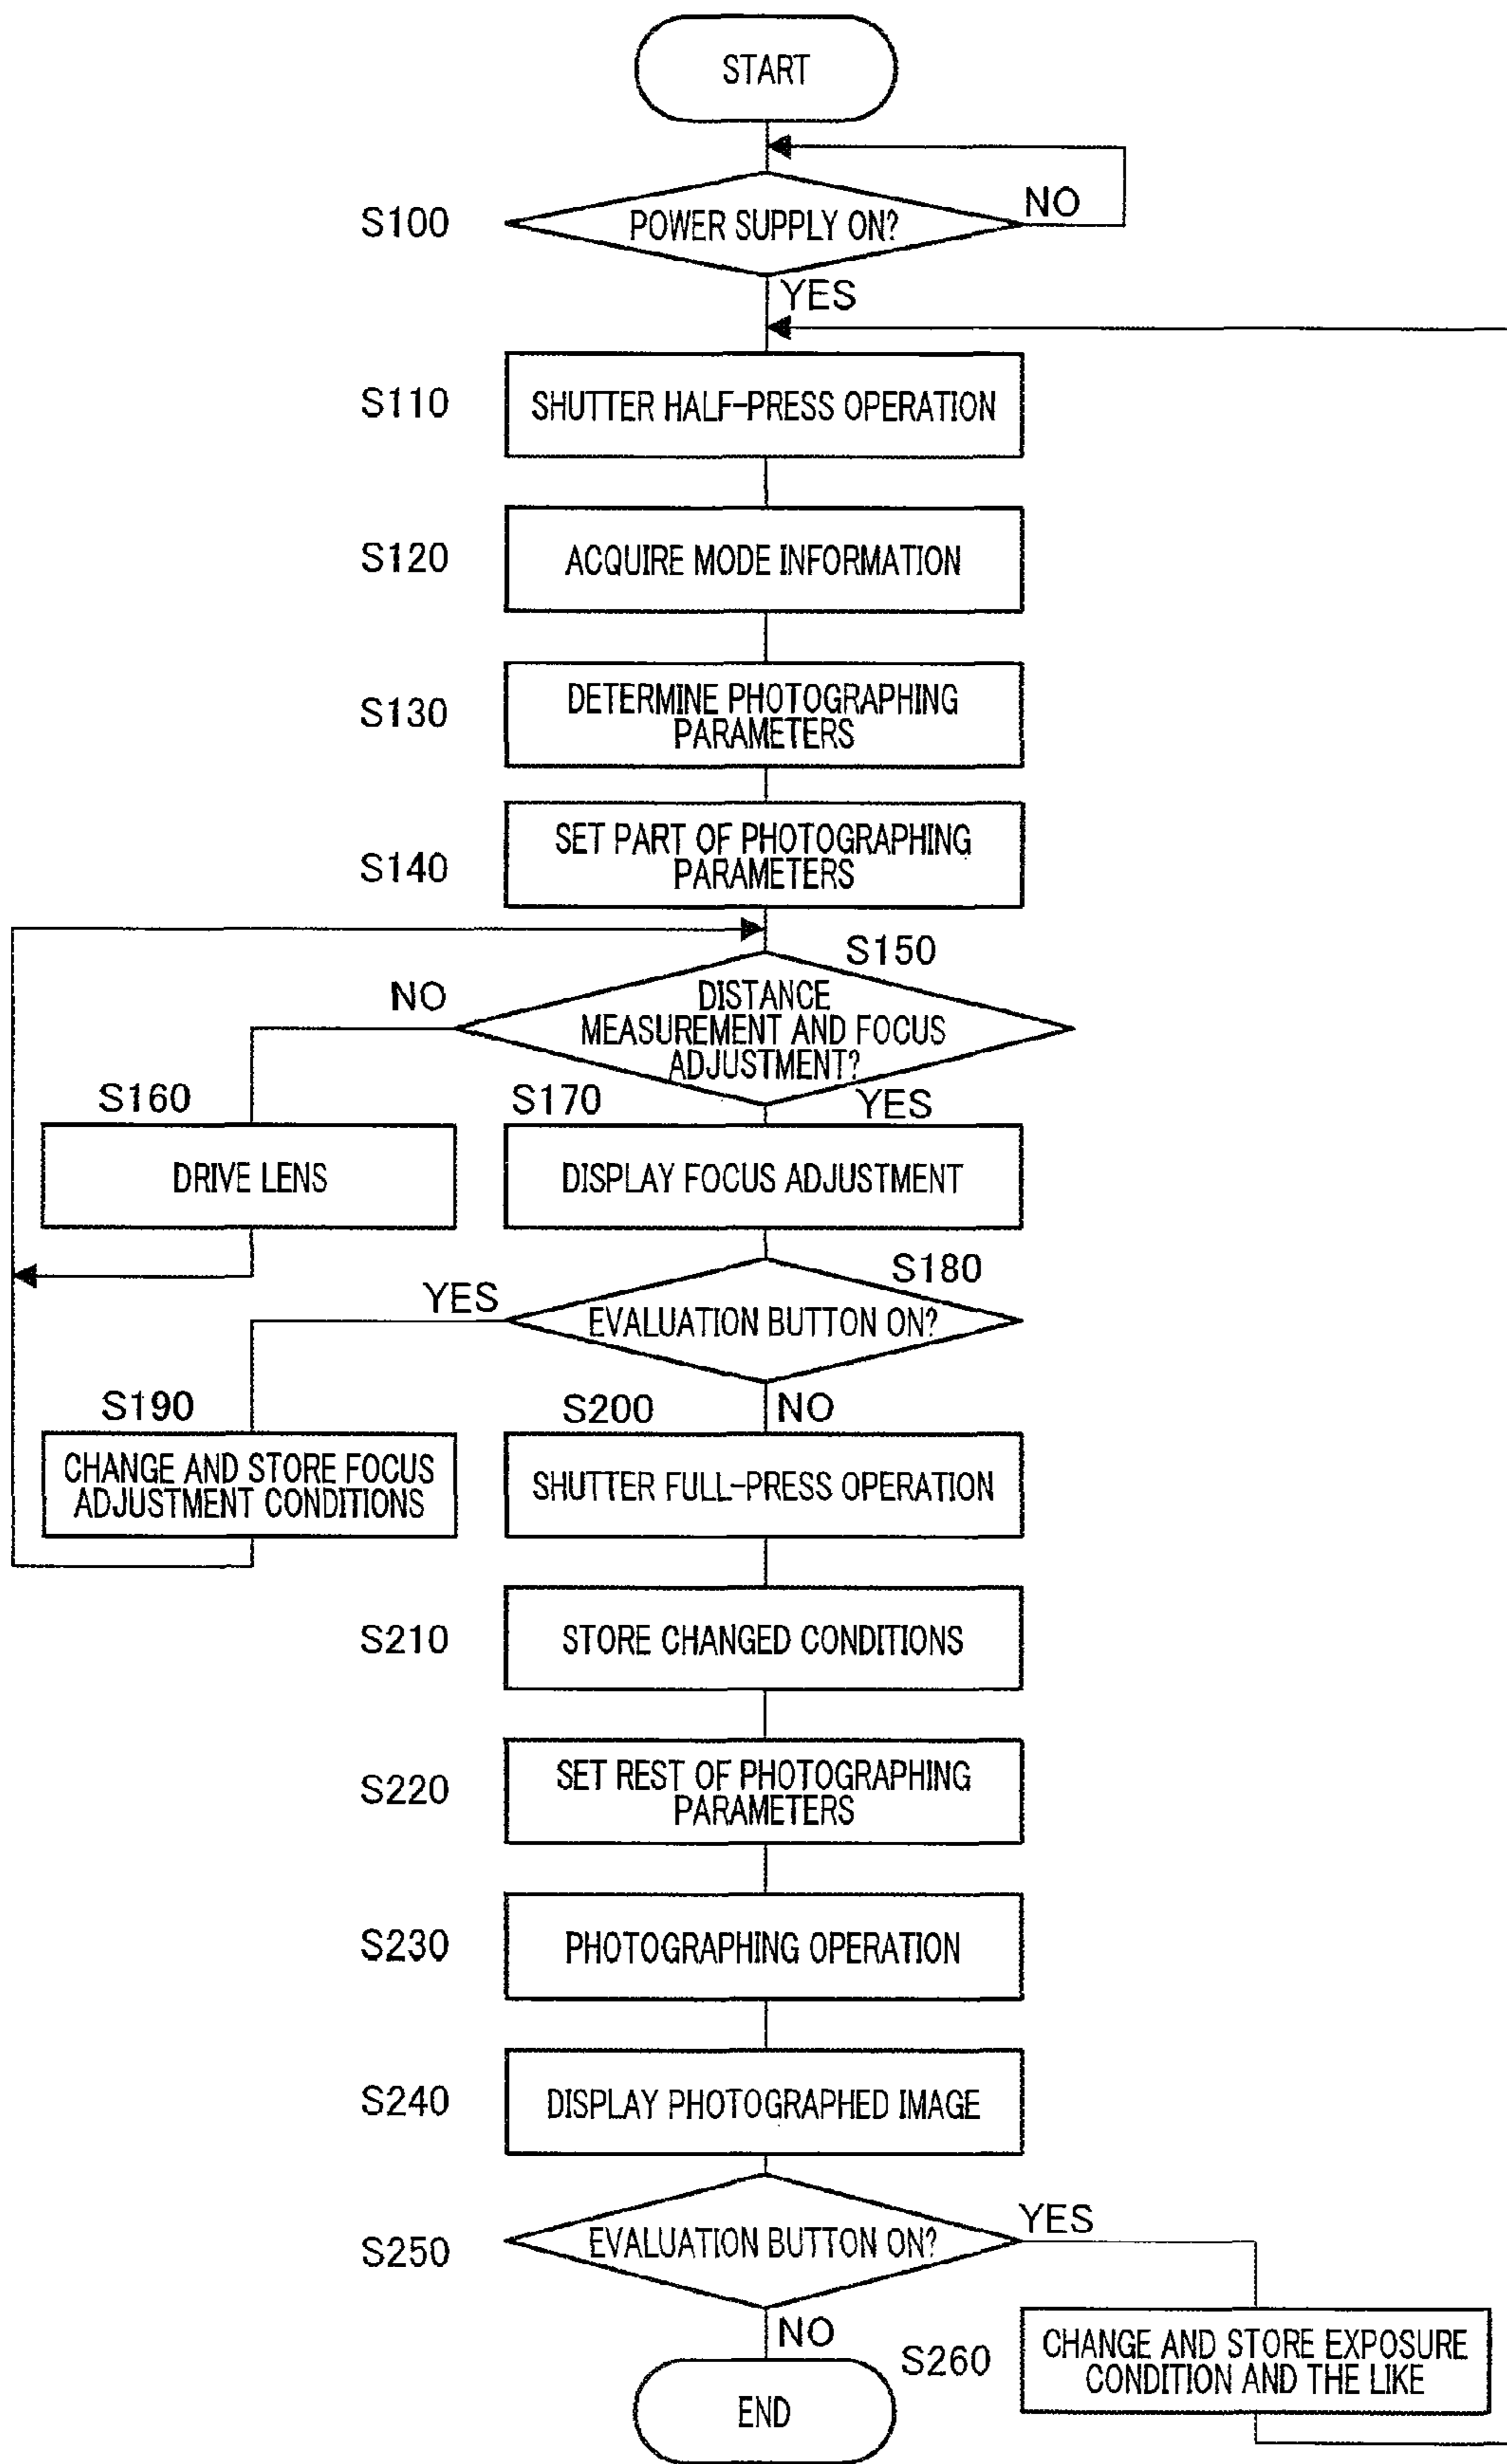 START
S100
POWER SUPPLY ON?
NO
YES
S110
SHUTTER HALF-PRESS OPERATION
S120
ACQUIRE MODE INFORMATION
S130
DETERMINE PHOTOGRAPHING
PARAMETERS
S140
SET PART OF PHOTOGRAPHING
PARAMETERS
S150
NO
DISTANCE
MEASUREMENT AND FOCUS
ADJUSTMENT?
YES
S160
DRIVE LENS
S170
DISPLAY FOCUS ADJUSTMENT
S180
YES
EVALUATION BUTTON ON?
NO
S190
CHANGE AND STORE FOCUS
ADJUSTMENT CONDITIONS
S200
SHUTTER FULL-PRESS OPERATION
S210
STORE CHANGED CONDITIONS
S220
SET REST OF PHOTOGRAPHING
PARAMETERS
S230
PHOTOGRAPHING OPERATION
S240
DISPLAY PHOTOGRAPHED IMAGE
S250
EVALUATION BUTTON ON?
YES
NO
S260
CHANGE AND STORE EXPOSURE
CONDITION AND THE LIKE
END